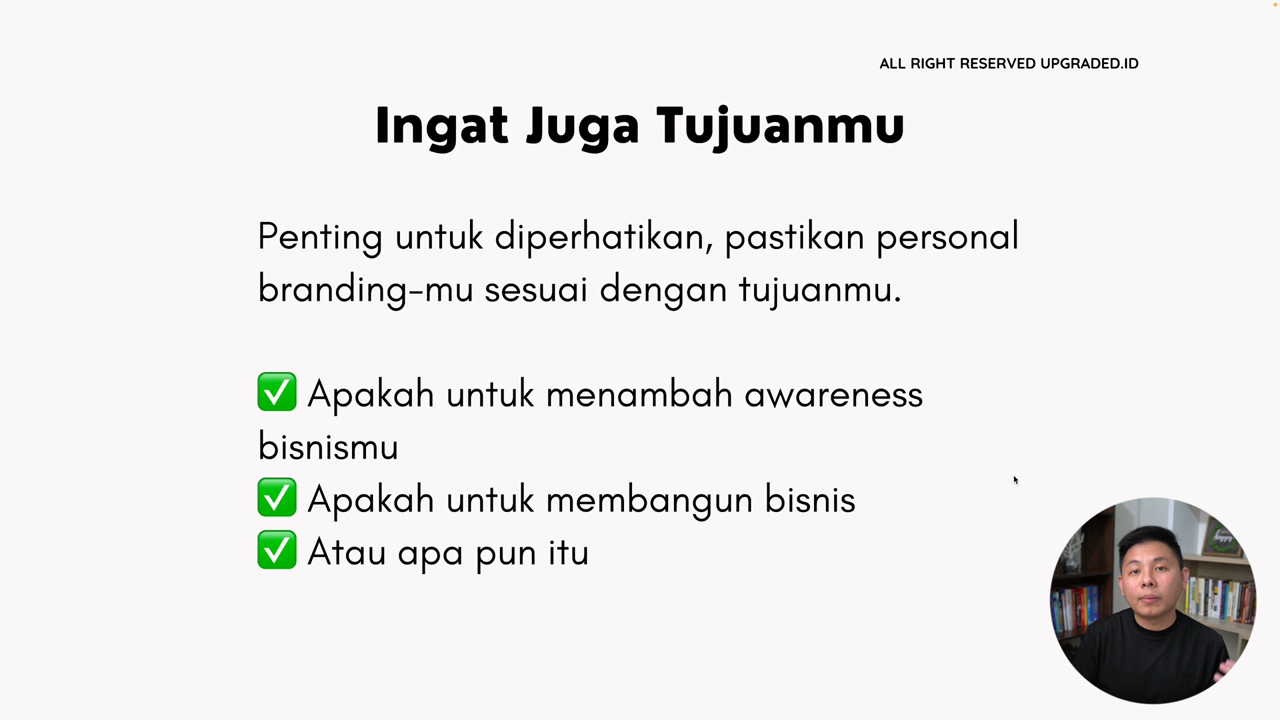 ALL RIGHT RESERVED UPGRADED.ID
Ingat Juga Tujuanmu
Penting untuk diperhatikan, pastikan personal
branding-mu sesuai dengan tujuanmu.
✅ Apakah untuk menambah awareness
bisnismu
✅ Apakah untuk membangun bisnis
✅ Atau apa pun itu